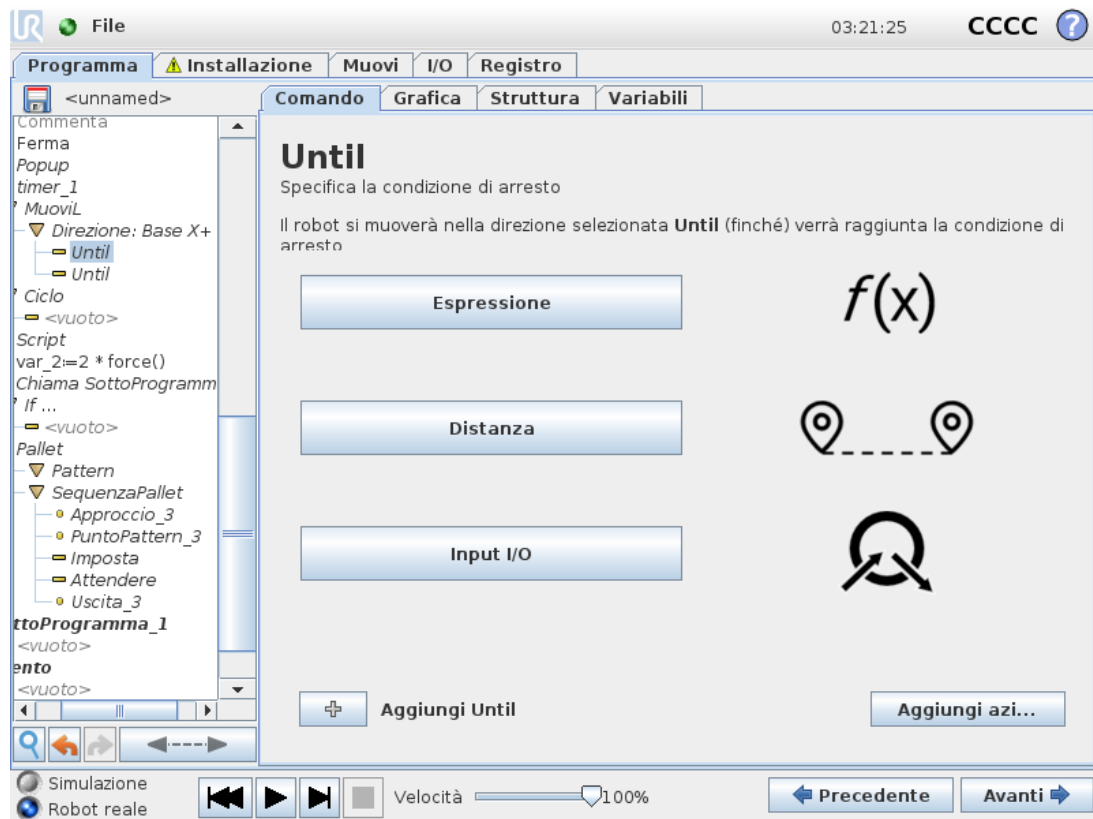 UR File 03:21:25 CCCC ?
Programma Installazione Muovi I/O Registro
<unnamed> Comando Grafica Struttura Variabili
Commenta
Ferma
Popup
timer_1
MuoviL
Direzione: Base X+
Until
Until
Ciclo
<vuoto>
Script
var_2:=2 * force()
Chiama SottoProgramm
If ...
<vuoto>
Pallet
Pattern
SequenzaPallet
Approccio_3
PuntoPattern_3
Imposta
Attendere
Uscita_3
ttoProgramma_1
<vuoto>
ento
<vuoto>
Until
Specifica la condizione di arresto
Il robot si muoverà nella direzione selezionata Until (finché) verrà raggiunta la condizione di
arresto
Espressione f(x)
Distanza
Input I/O
Aggiungi Until Aggiungi azi...
Simulazione
Robot reale
Velocità 100%
Precedente Avanti